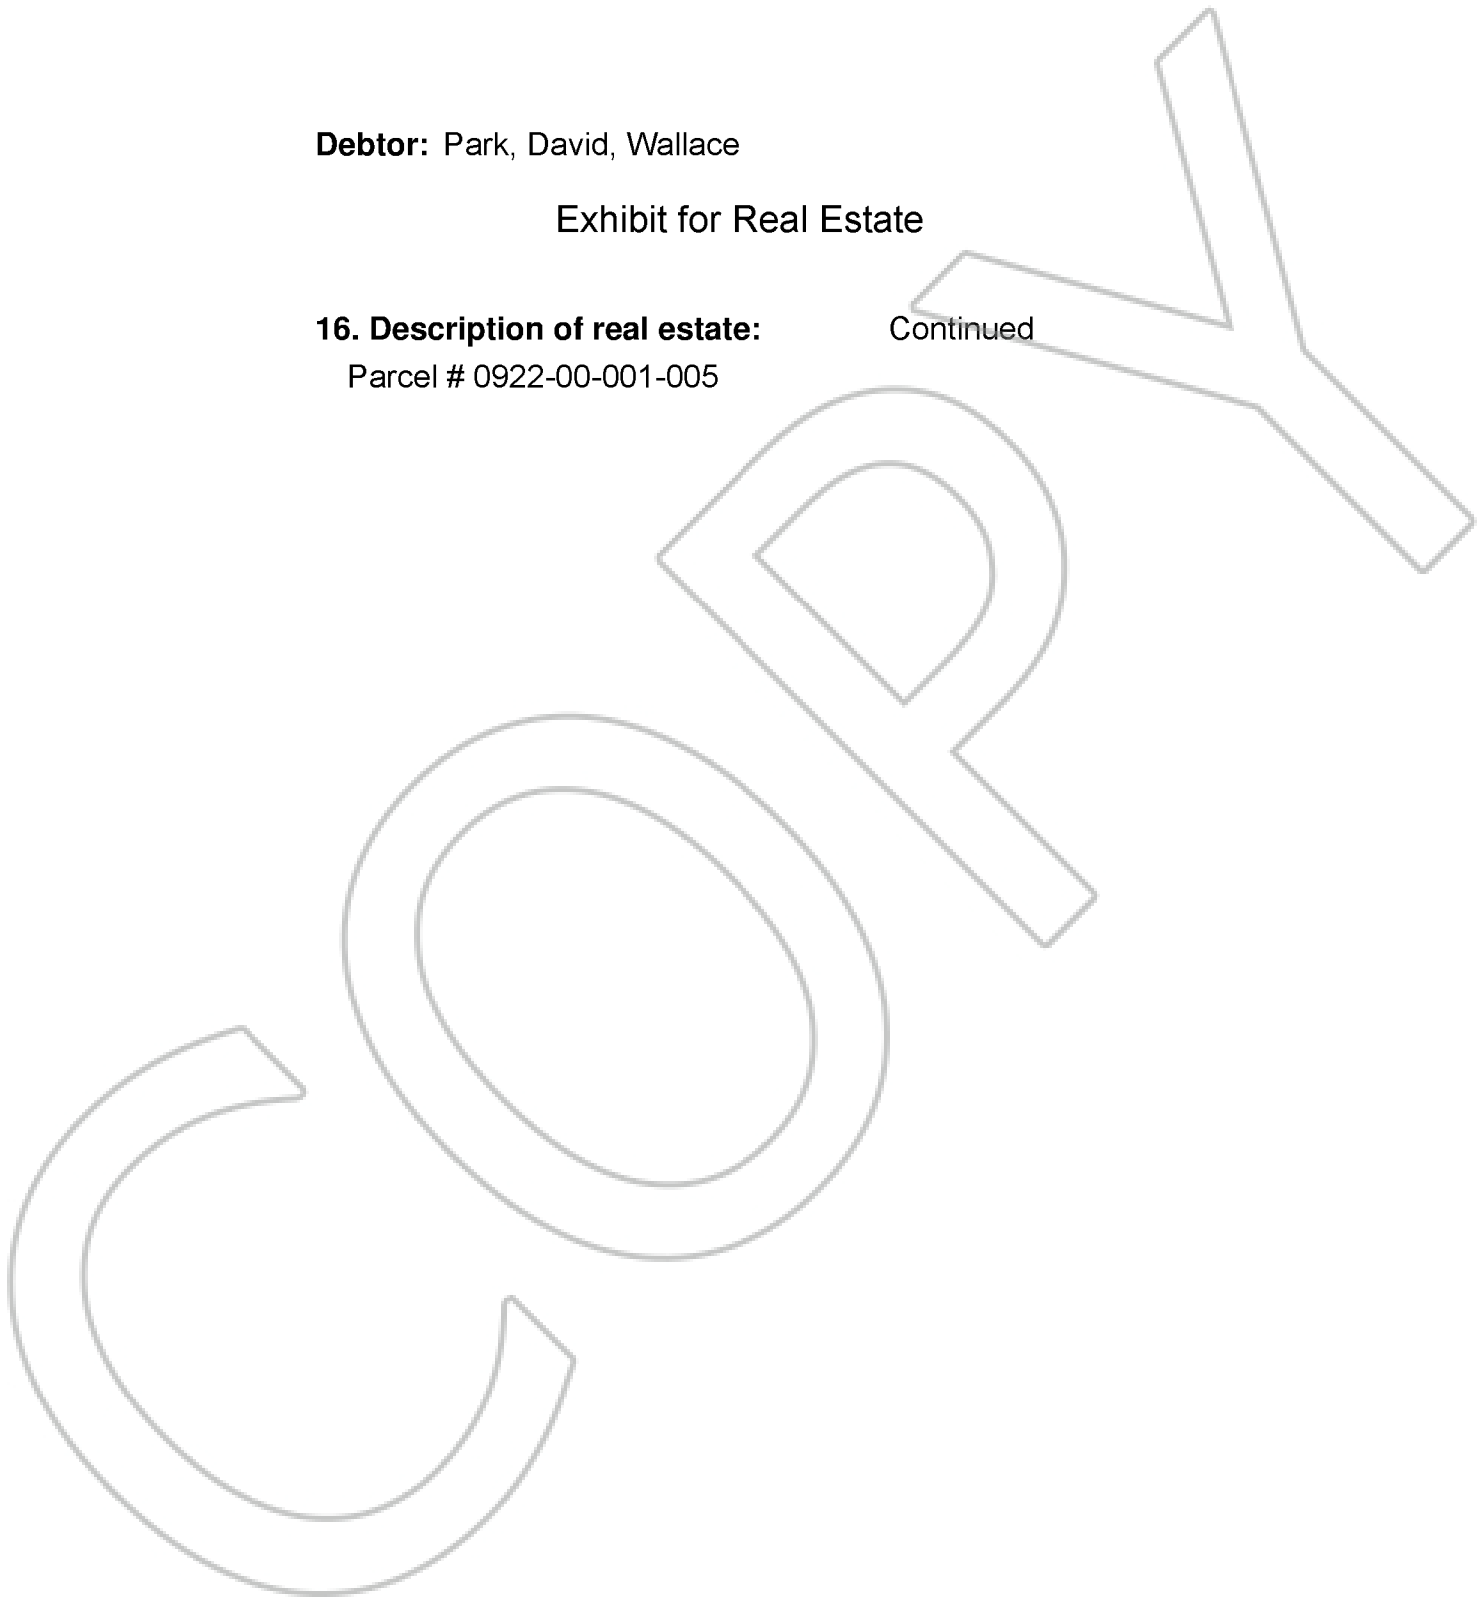 Debtor: Park, David, Wallace
Exhibit for Real Estate
16. Description of real estate: Continued
Parcel # 0922-00-001-005
COPY